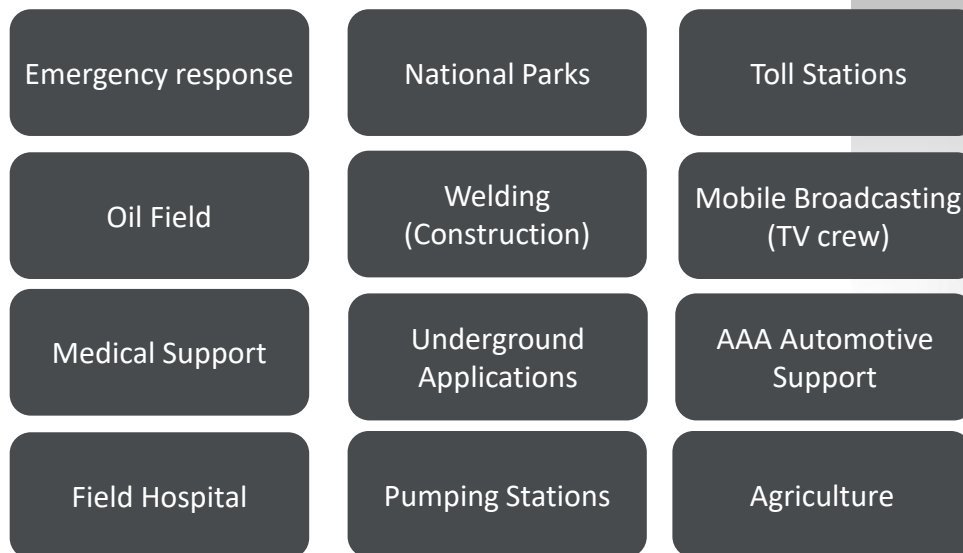 Emergency response
National Parks
Toll Stations
Oil Field
Welding
(Construction)
Mobile Broadcasting
(TV crew)
Medical Support
Underground
Applications
AAA Automotive
Support
Field Hospital
Pumping Stations
Agriculture